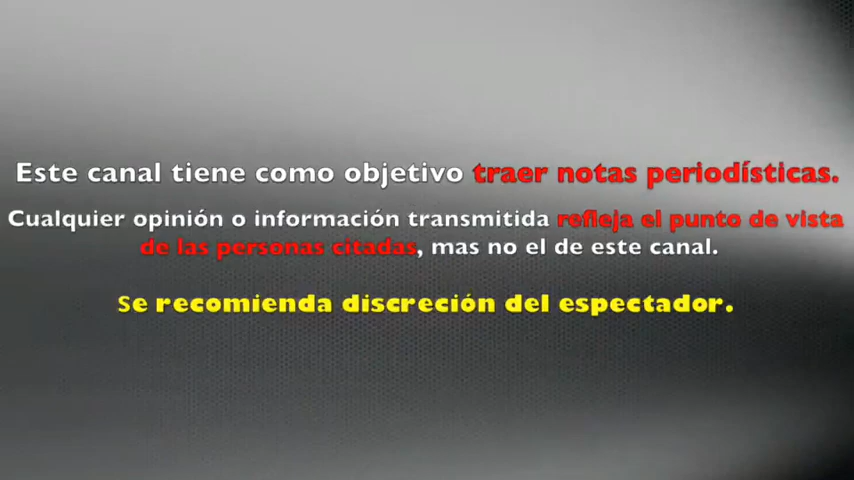 Este canal tiene como objetivo traer notas periodísticas.
Cualquier opinión o información transmitida refleja el punto de vista
de las personas citadas, mas no el de este canal.
Se recomienda discreción del espectador.